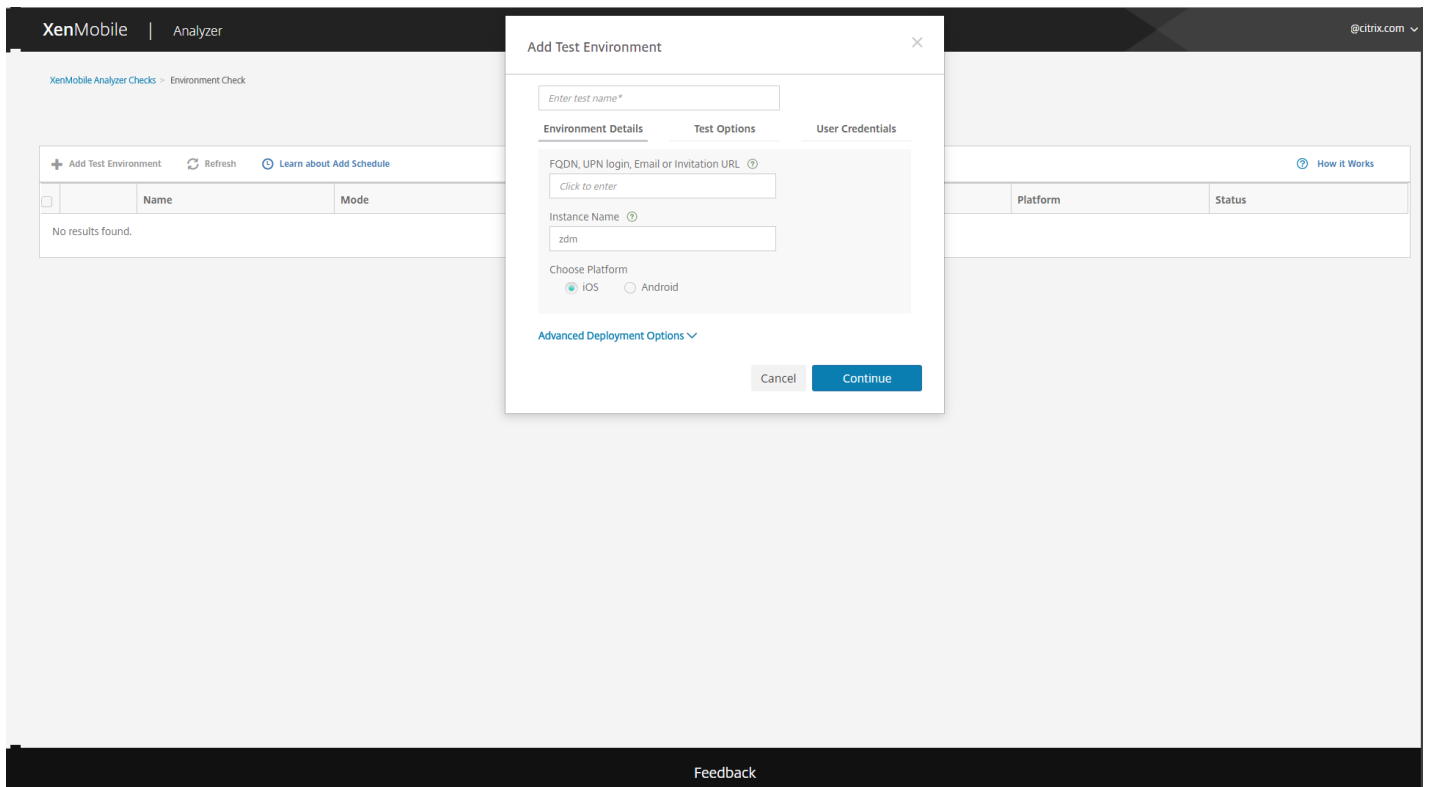 XenMobile | Analyzer
@citrix.com
XenMobile Analyzer Checks > Environment Check
Add Test Environment
Refresh
Learn about Add Schedule
How it Works
Name
Mode
Platform
Status
No results found.
Add Test Environment
Enter test name*
Environment Details
Test Options
User Credentials
FQDN, UPN login, Email or Invitation URL ?
Click to enter
Instance Name ?
zdm
Choose Platform
iOS
Android
Advanced Deployment Options
Cancel
Continue
Feedback